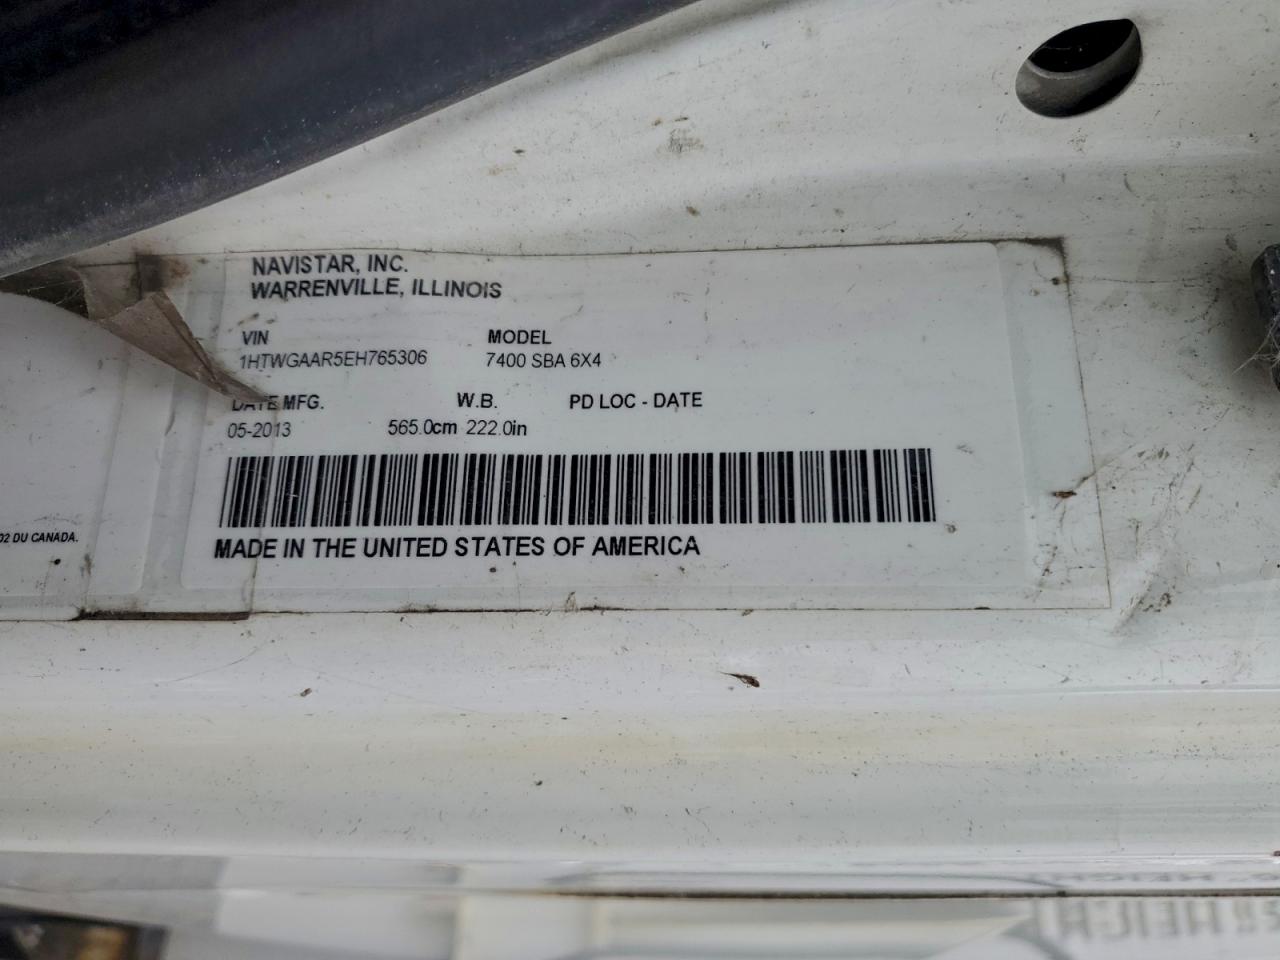 NAVISTAR, INC.
WARRENVILLE, ILLINOIS
VIN MODEL
1HTWGAAR5EH765306 7400 SBA 6X4
DATE MFG. W.B. PD LOC - DATE
05-2013 565.0cm 222.0in
MADE IN THE UNITED STATES OF AMERICA
02 DU CANADA.